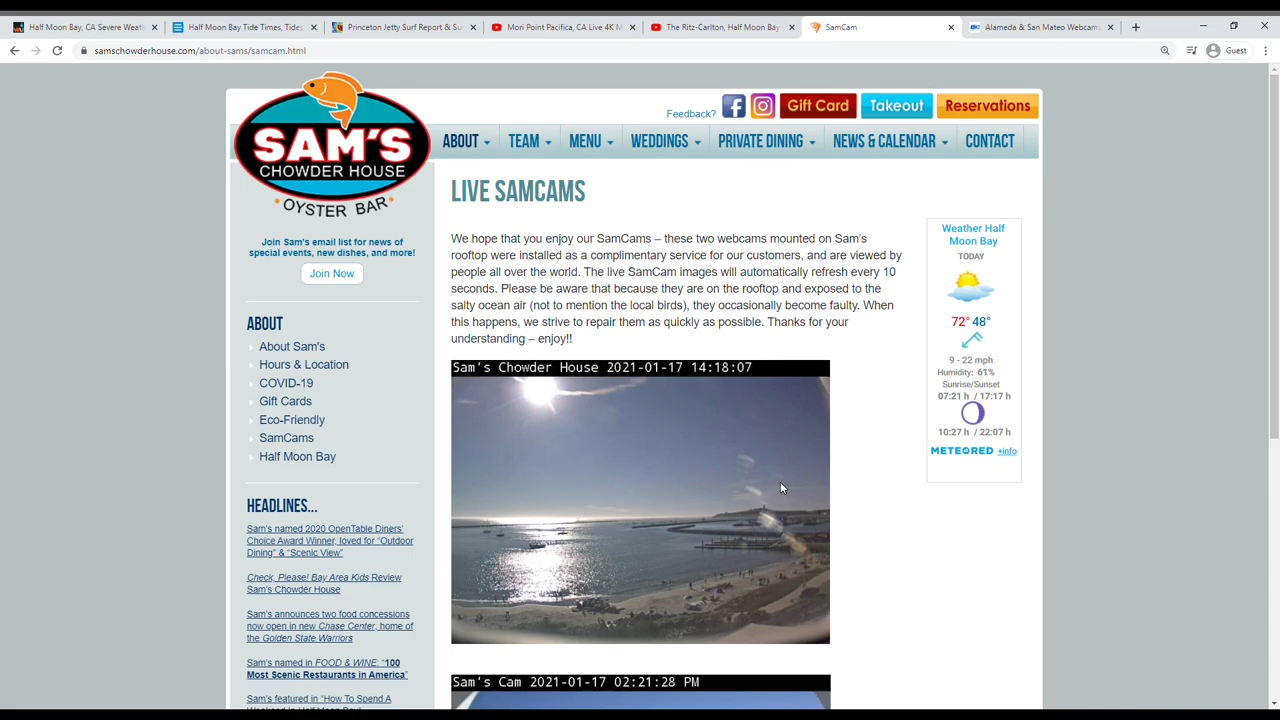 Half Moon Bay, CA Severe Weath
Half Moon Bay Tide Times, Tides
Princeton Jetty Surf Report & Su
Mori Point Pacifica, CA Live 4K M
The Ritz-Carlton, Half Moon Bay
SamCam
Alameda & San Mateo Webcams
samschowderhouse.com/about-sams/samcam.html
Guest
SAM'S
CHOWDER HOUSE
OYSTER BAR
Feedback?
Gift Card
Takeout
Reservations
ABOUT
TEAM
MENU
WEDDINGS
PRIVATE DINING
NEWS & CALENDAR
CONTACT
Join Sam's email list for news of
special events, new dishes, and more!
Join Now
ABOUT
About Sam's
Hours & Location
COVID-19
Gift Cards
Eco-Friendly
SamCams
Half Moon Bay
HEADLINES...
Sam's named 2020 OpenTable Diners'
Choice Award Winner, loved for "Outdoor
Dining" & "Scenic View"
Check, Please! Bay Area Kids Review
Sam's Chowder House
Sam's announces two food concessions
now open in new Chase Center, home of
the Golden State Warriors
Sam's named in FOOD & WINE: "100
Most Scenic Restaurants in America"
Sam's featured in "How To Spend A
Weekend In Half Moon Bay"
LIVE SAMCAMS
We hope that you enjoy our SamCams – these two webcams mounted on Sam's
rooftop were installed as a complimentary service for our customers, and are viewed by
people all over the world. The live SamCam images will automatically refresh every 10
seconds. Please be aware that because they are on the rooftop and exposed to the
salty ocean air (not to mention the local birds), they occasionally become faulty. When
this happens, we strive to repair them as quickly as possible. Thanks for your
understanding – enjoy!!
Sam's Chowder House 2021-01-17 14:18:07
Sam's Cam 2021-01-17 02:21:28 PM
Weather Half
Moon Bay
TODAY
72° 48°
9 - 22 mph
Humidity: 61%
Sunrise/Sunset
07:21 h / 17:17 h
10:27 h / 22:07 h
METEORED +info